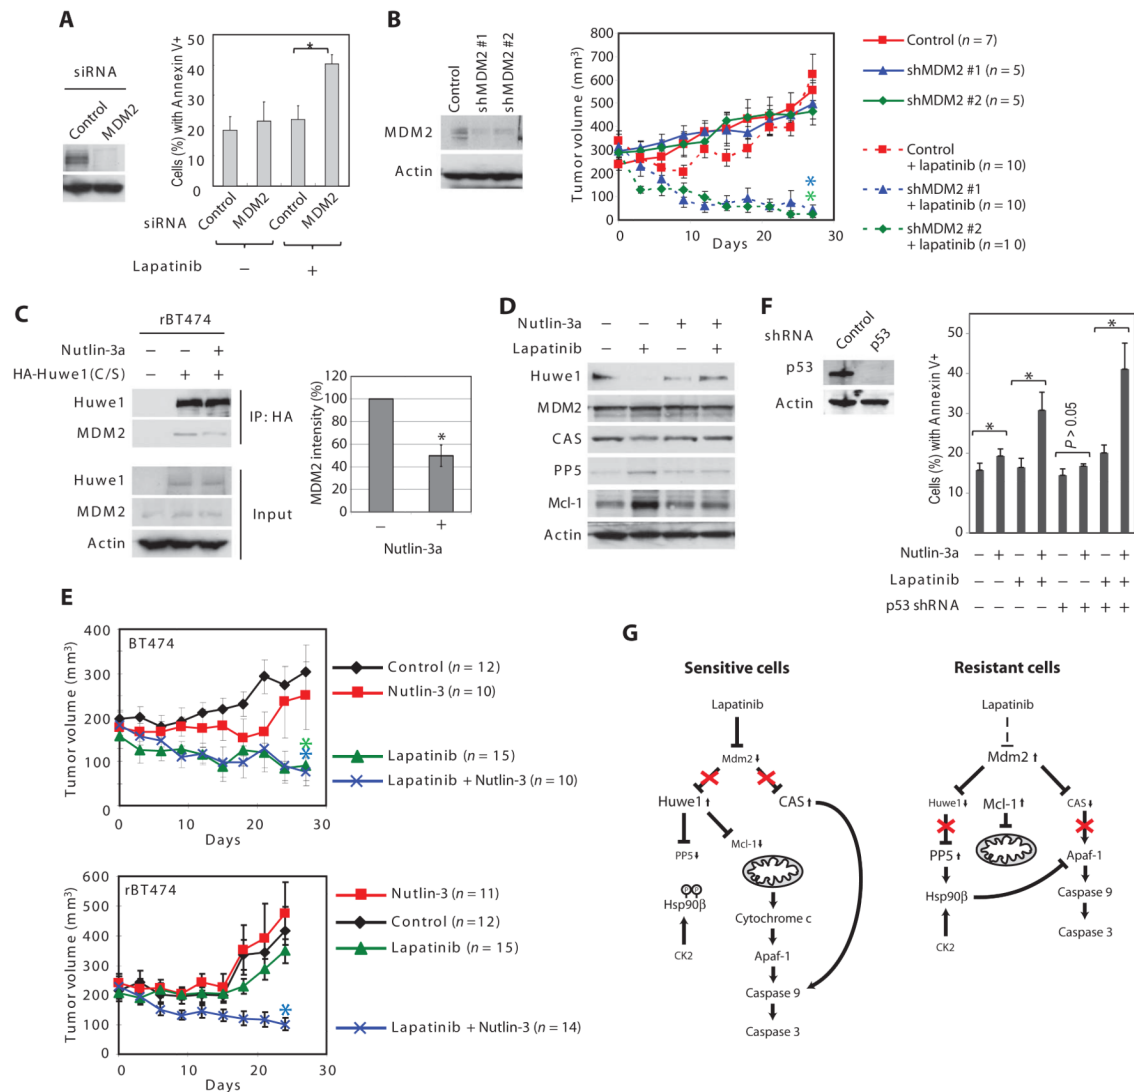 A
siRNA
Control
MDM2
Cells (%) with Annexin V+
50
40
30
20
10
0
Control
MDM2
Control
MDM2
siRNA
Lapatinib
–
+
*
B
Control
shMDM2 #1
shMDM2 #2
MDM2
Actin
Tumor volume (mm³)
800
700
600
500
400
300
200
100
0
0
10
20
30
Days
*
*
Control (n = 7)
shMDM2 #1 (n = 5)
shMDM2 #2 (n = 5)
Control
+ lapatinib (n = 10)
shMDM2 #1
+ lapatinib (n = 10)
shMDM2 #2
+ lapatinib (n =1 0)
C
rBT474
Nutlin-3a – – +
HA-Huwe1(C/S) – + +
Huwe1
MDM2
IP: HA
Huwe1
MDM2
Actin
Input
MDM2 intensity (%)
120
100
80
60
40
20
0
*
– +
Nutlin-3a
D
Nutlin-3a – – + +
Lapatinib – + – +
Huwe1
MDM2
CAS
PP5
Mcl-1
Actin
F
shRNA
Control
p53
p53
Actin
Cells (%) with Annexin V+
50
40
30
20
10
0
*
*
P > 0.05
*
Nutlin-3a – + – + – + – +
Lapatinib – – + + – – + +
p53 shRNA – – – – + + + +
E
BT474
Tumor volume (mm³)
400
300
200
100
0
0
10
20
30
Days
*
*
Control (n = 12)
Nutlin-3 (n = 10)
Lapatinib (n = 15)
Lapatinib + Nutlin-3 (n = 10)
rBT474
Tumor volume (mm³)
600
500
400
300
200
100
0
0
10
20
30
Days
*
Nutlin-3 (n = 11)
Control (n = 12)
Lapatinib (n = 15)
Lapatinib + Nutlin-3 (n = 14)
G
Sensitive cells
Lapatinib
Mdm2
Huwe1
CAS
PP5
Mcl-1
P P
Hsp90β
CK2
Cytochrome c
Apaf-1
Caspase 9
Caspase 3
Resistant cells
Lapatinib
Mdm2
Huwe1
Mcl-1
CAS
PP5
Apaf-1
Hsp90β
Caspase 9
CK2
Caspase 3